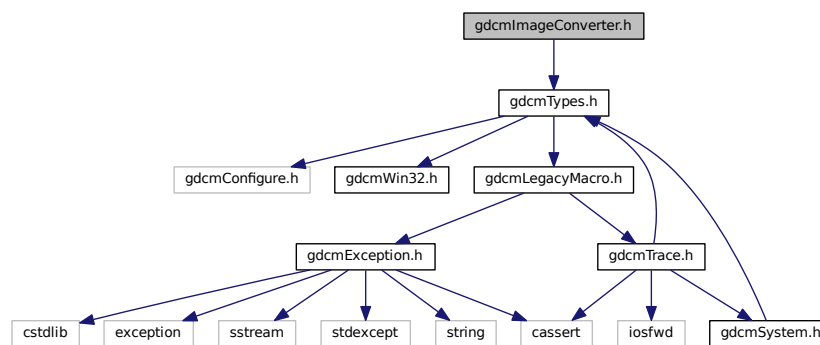 gdcmImageConverter.h
gdcmTypes.h
gdcmConfigure.h
gdcmWin32.h
gdcmLegacyMacro.h
gdcmException.h
gdcmTrace.h
cstdlib
exception
sstream
stdexcept
string
cassert
iosfwd
gdcmSystem.h